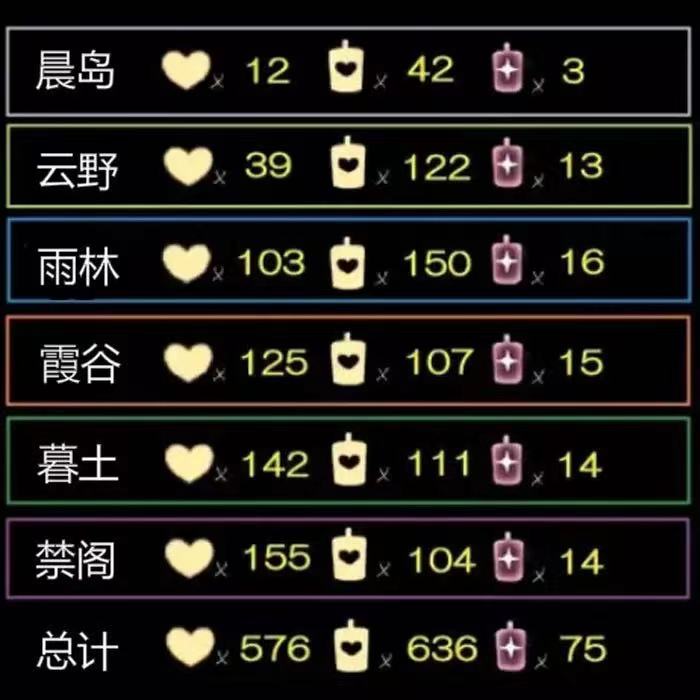 晨岛 x 12 x 42 x 3
云野 x 39 x 122 x 13
雨林 x 103 x 150 x 16
霞谷 x 125 x 107 x 15
暮土 x 142 x 111 x 14
禁阁 x 155 x 104 x 14
总计 x 576 x 636 x 75